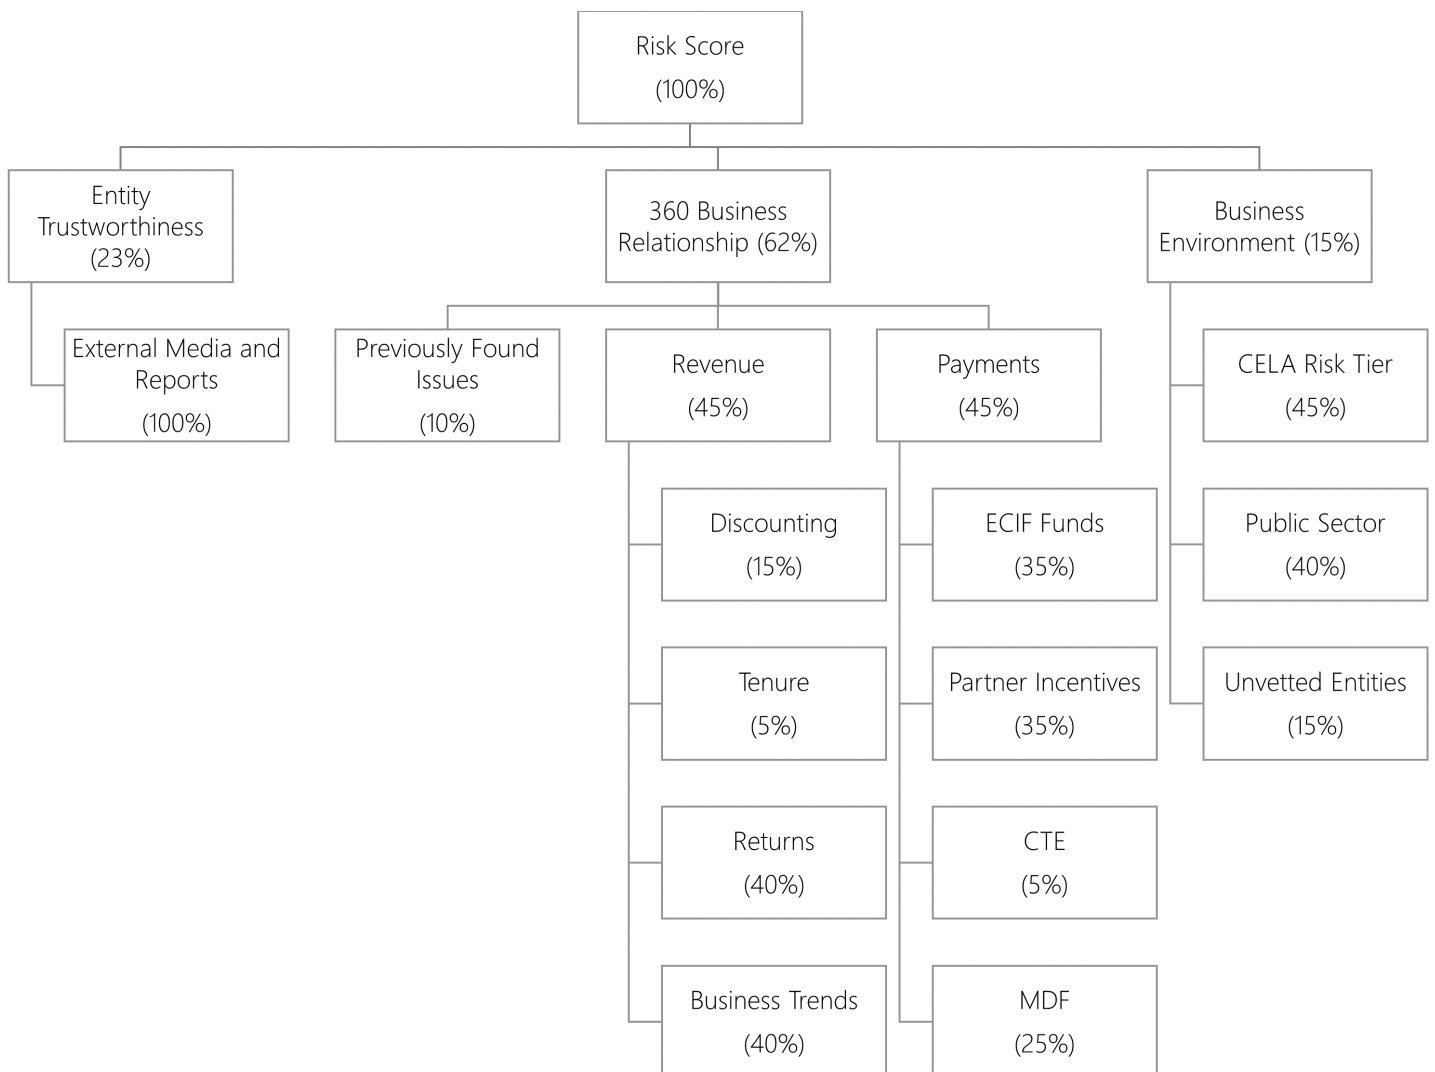 Risk Score
(100%)
Entity
Trustworthiness
(23%)
360 Business
Relationship (62%)
Business
Environment (15%)
External Media and
Reports
(100%)
Previously Found
Issues
(10%)
Revenue
(45%)
Payments
(45%)
CELA Risk Tier
(45%)
Discounting
(15%)
ECIF Funds
(35%)
Public Sector
(40%)
Tenure
(5%)
Partner Incentives
(35%)
Unvetted Entities
(15%)
Returns
(40%)
CTE
(5%)
Business Trends
(40%)
MDF
(25%)